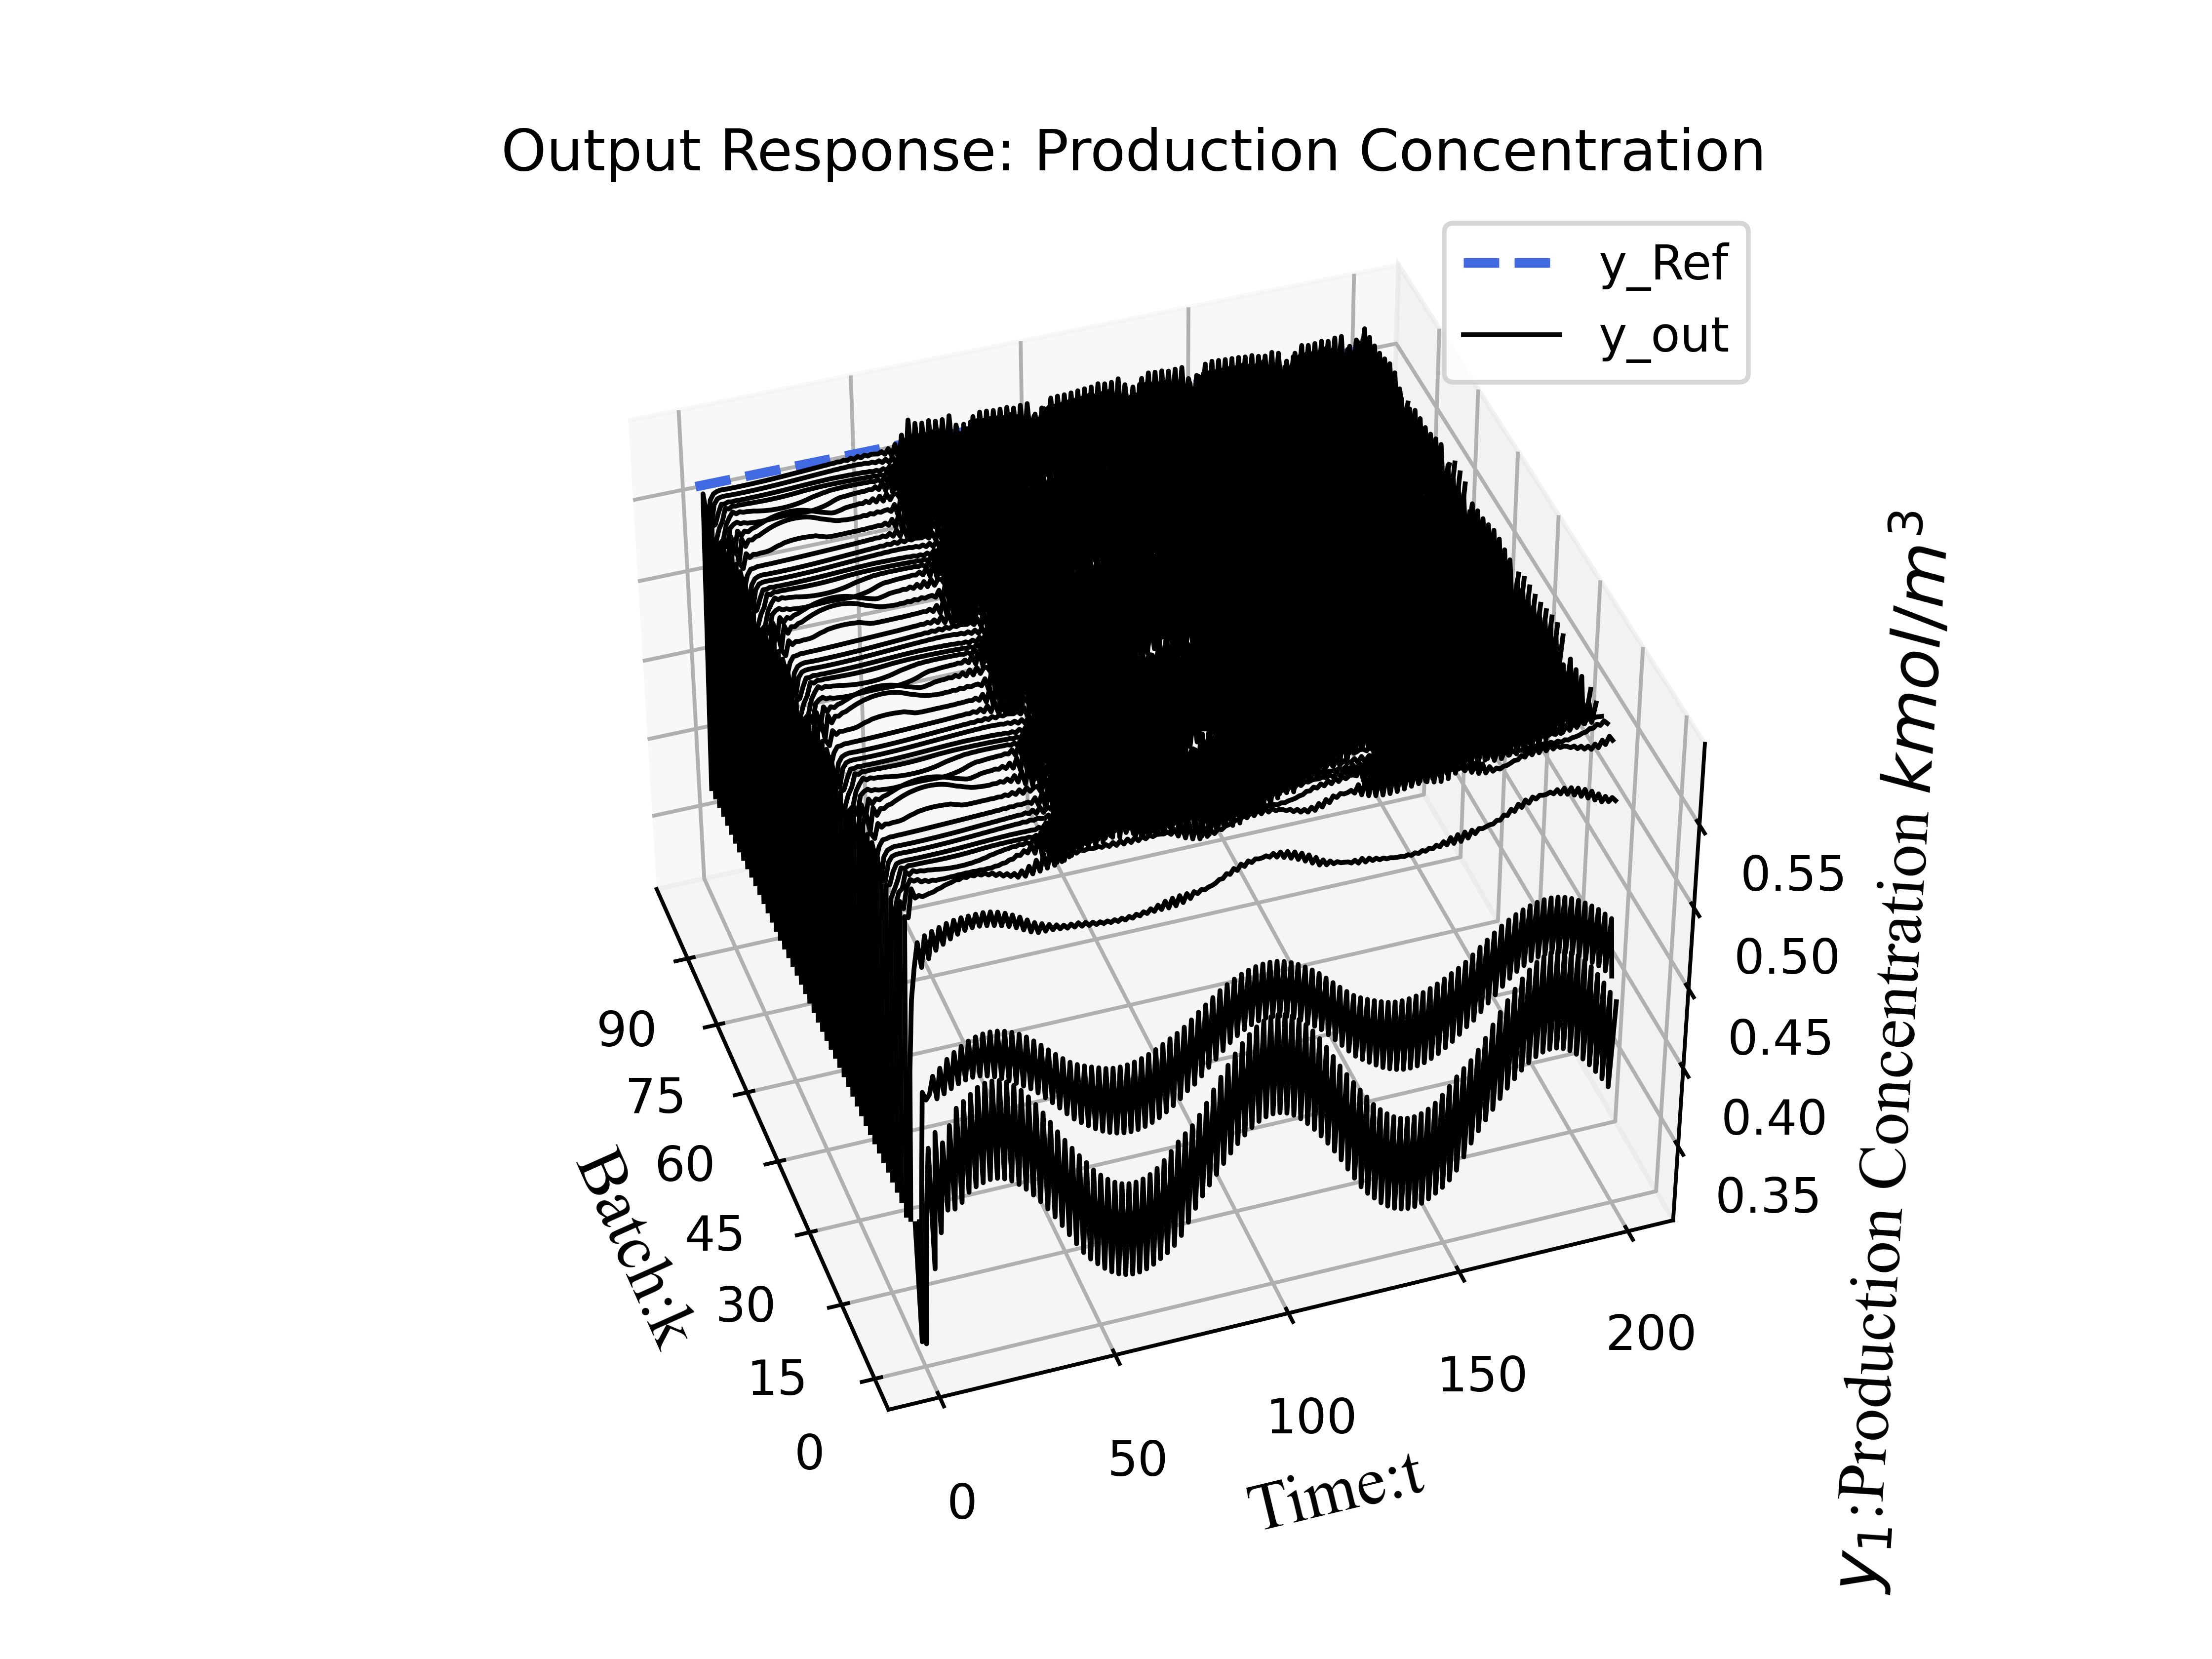 Output Response: Production Concentration
y_Ref
y_out
0.55
0.50
0.45
0.40
0.35
y₁:Production Concentration kmol/m³
90
75
60
45
30
15
0
Batch:k
0
50
100
150
200
Time:t